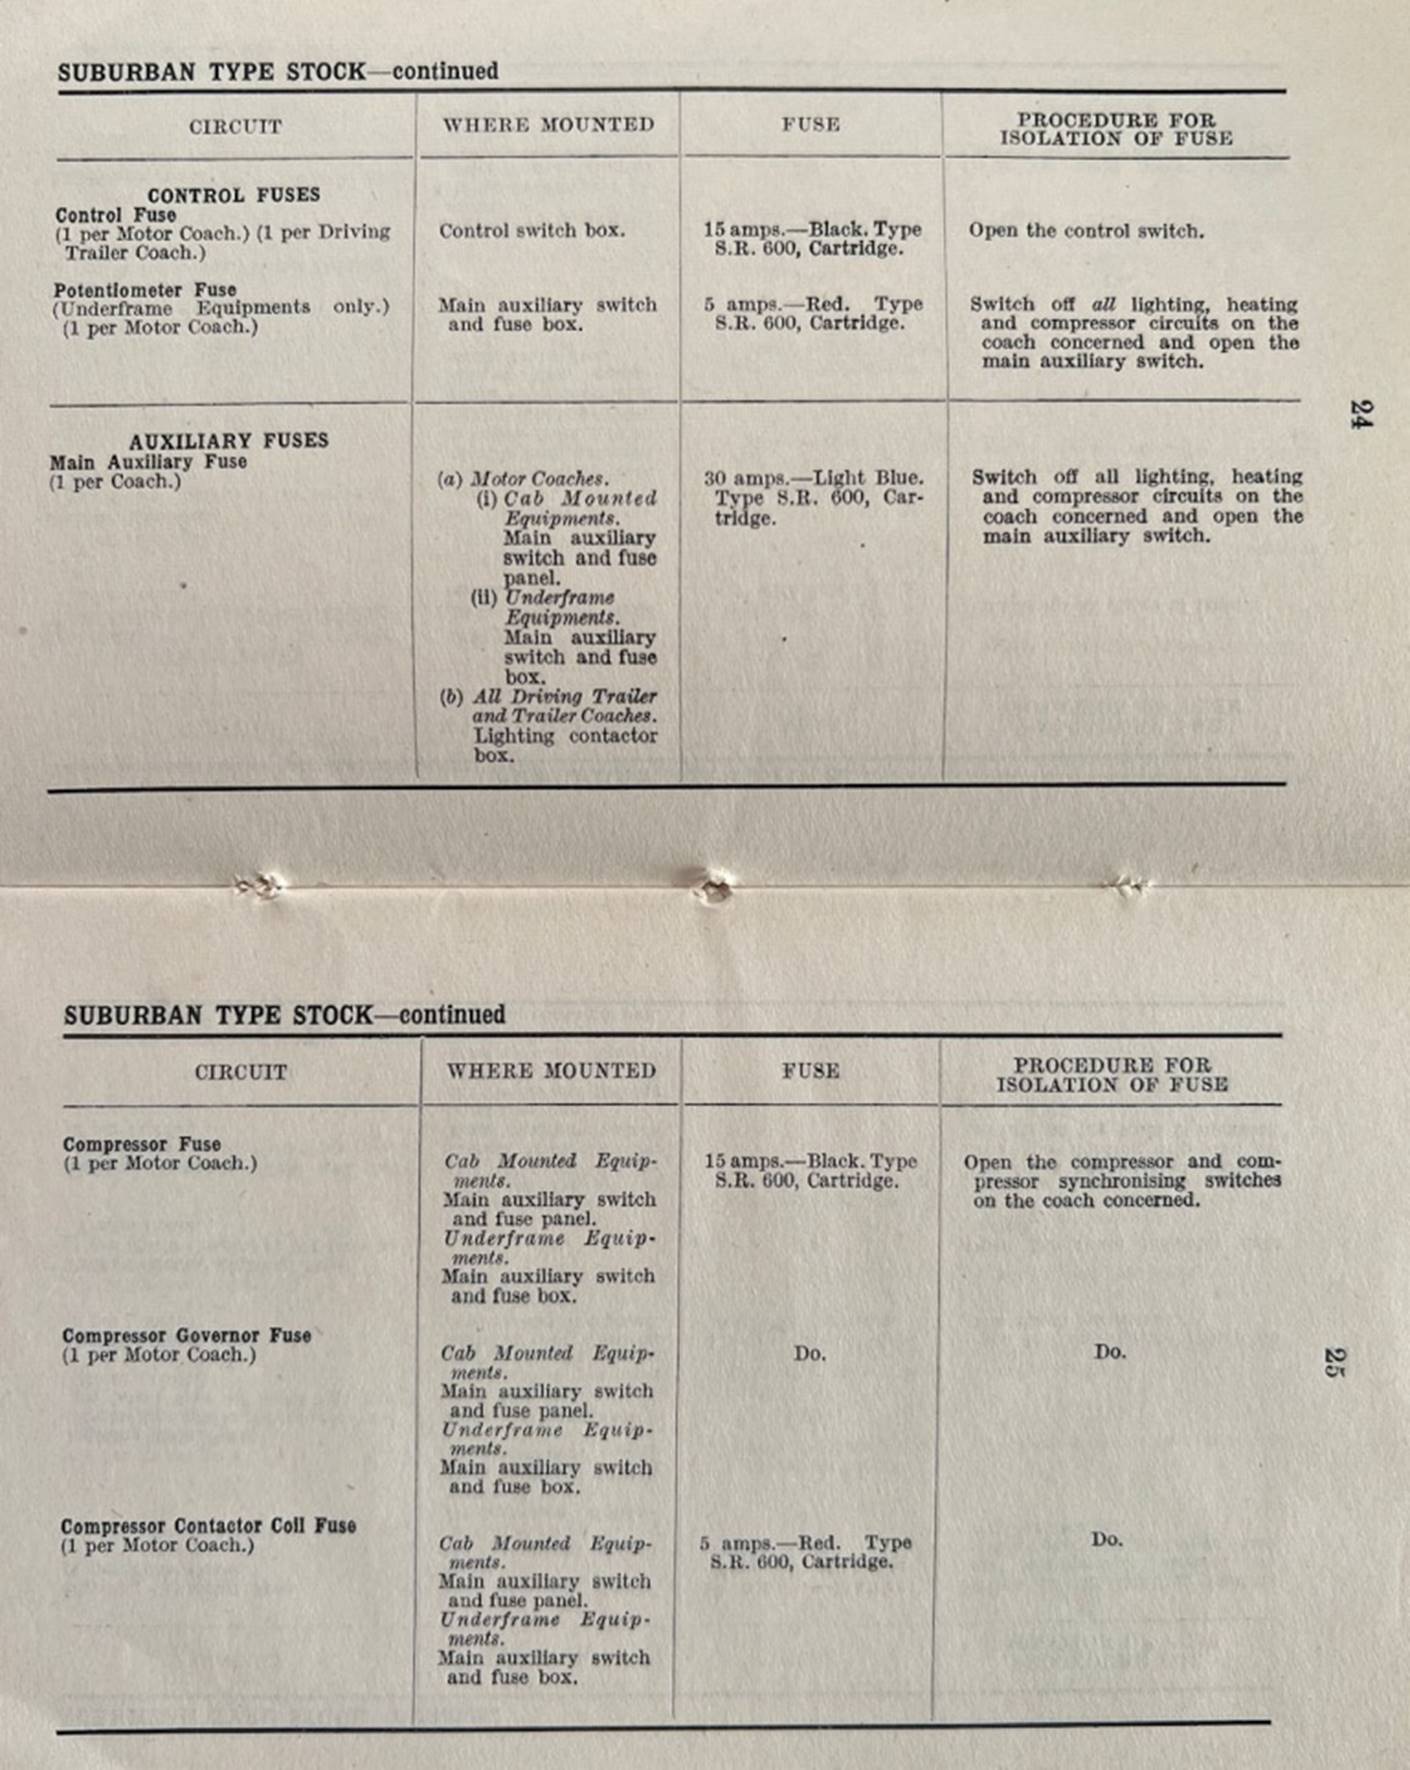 SUBURBAN TYPE STOCK—continued
CIRCUIT
WHERE MOUNTED
FUSE
PROCEDURE FOR
ISOLATION OF FUSE
CONTROL FUSES
Control Fuse
(1 per Motor Coach.) (1 per Driving
Trailer Coach.)
Control switch box.
15 amps.—Black. Type
S.R. 600, Cartridge.
Open the control switch.
Potentiometer Fuse
(Underframe Equipments only.)
(1 per Motor Coach.)
Main auxiliary switch
and fuse box.
5 amps.—Red. Type
S.R. 600, Cartridge.
Switch off all lighting, heating
and compressor circuits on the
coach concerned and open the
main auxiliary switch.
AUXILIARY FUSES
Main Auxiliary Fuse
(1 per Coach.)
(a) Motor Coaches.
(i) Cab Mounted
Equipments.
Main auxiliary
switch and fuse
panel.
(ii) Underframe
Equipments.
Main auxiliary
switch and fuse
box.
(b) All Driving Trailer
and Trailer Coaches.
Lighting contactor
box.
30 amps.—Light Blue.
Type S.R. 600, Car-
tridge.
Switch off all lighting, heating
and compressor circuits on the
coach concerned and open the
main auxiliary switch.
24
SUBURBAN TYPE STOCK—continued
CIRCUIT
WHERE MOUNTED
FUSE
PROCEDURE FOR
ISOLATION OF FUSE
Compressor Fuse
(1 per Motor Coach.)
Cab Mounted Equip-
ments.
Main auxiliary switch
and fuse panel.
Underframe Equip-
ments.
Main auxiliary switch
and fuse box.
15 amps.—Black. Type
S.R. 600, Cartridge.
Open the compressor and com-
pressor synchronising switches
on the coach concerned.
Compressor Governor Fuse
(1 per Motor Coach.)
Cab Mounted Equip-
ments.
Main auxiliary switch
and fuse panel.
Underframe Equip-
ments.
Main auxiliary switch
and fuse box.
Do.
Do.
Compressor Contactor Coil Fuse
(1 per Motor Coach.)
Cab Mounted Equip-
ments.
Main auxiliary switch
and fuse panel.
Underframe Equip-
ments.
Main auxiliary switch
and fuse box.
5 amps.—Red. Type
S.R. 600, Cartridge.
Do.
25